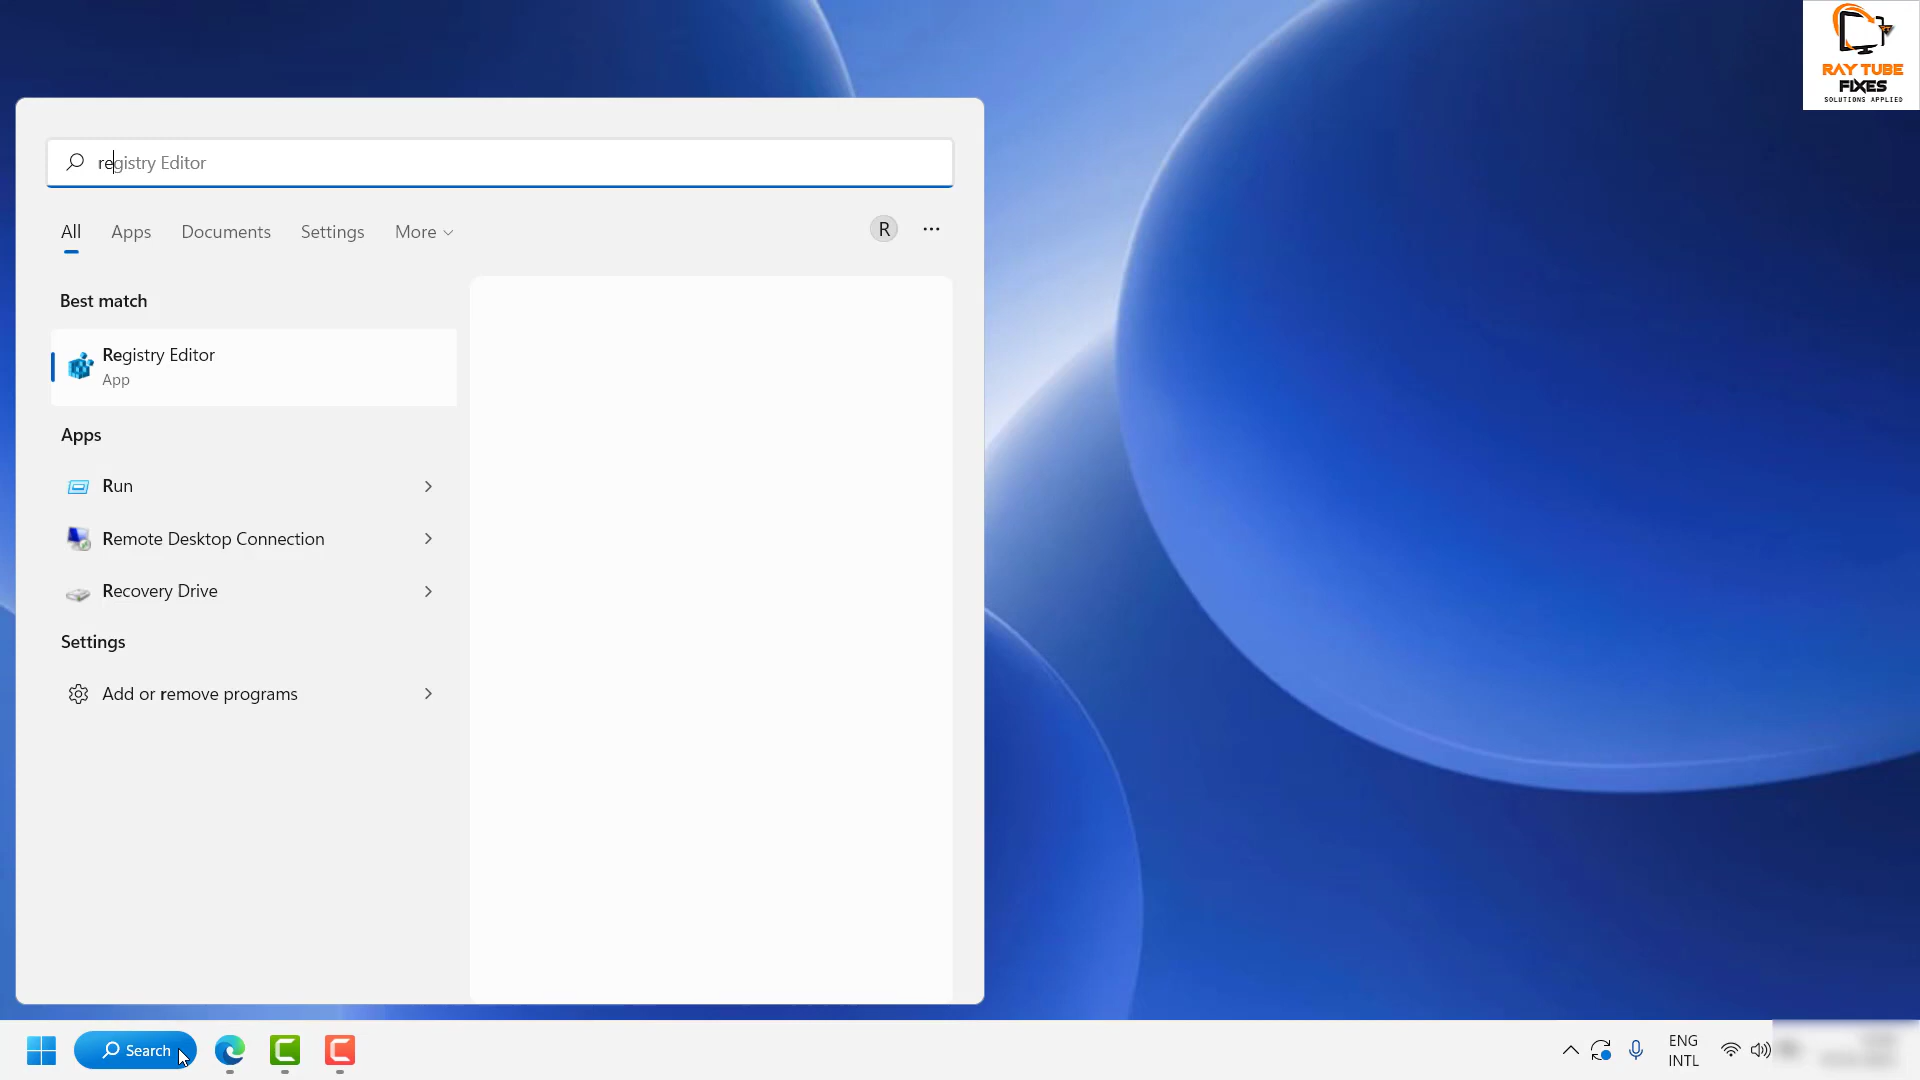 RAY TUBE
FIXES
SOLUTIONS APPLIED
registry Editor
All Apps Documents Settings More
R
Best match
Registry Editor
App
Apps
Run
Remote Desktop Connection
Recovery Drive
Settings
Add or remove programs
Search
ENG
INTL